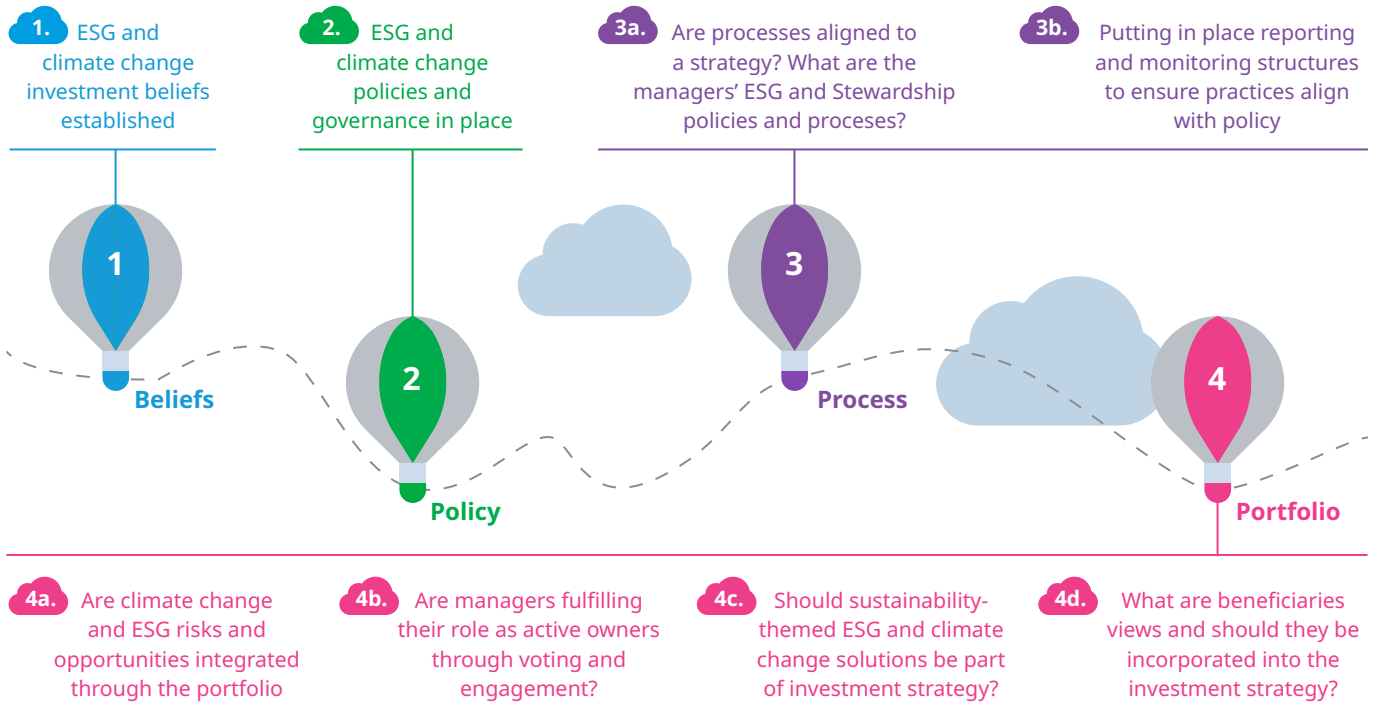 1. ESG and
climate change
investment beliefs
established
2. ESG and
climate change
policies and
governance in place
3a. Are processes aligned to
a strategy? What are the
managers’ ESG and Stewardship
policies and proceses?
3b. Putting in place reporting
and monitoring structures
to ensure practices align
with policy
1
Beliefs
2
Policy
3
Process
4
Portfolio
4a. Are climate change
and ESG risks and
opportunities integrated
through the portfolio
4b. Are managers fulfilling
their role as active owners
through voting and
engagement?
4c. Should sustainability-
themed ESG and climate
change solutions be part
of investment strategy?
4d. What are beneficiaries
views and should they be
incorporated into the
investment strategy?